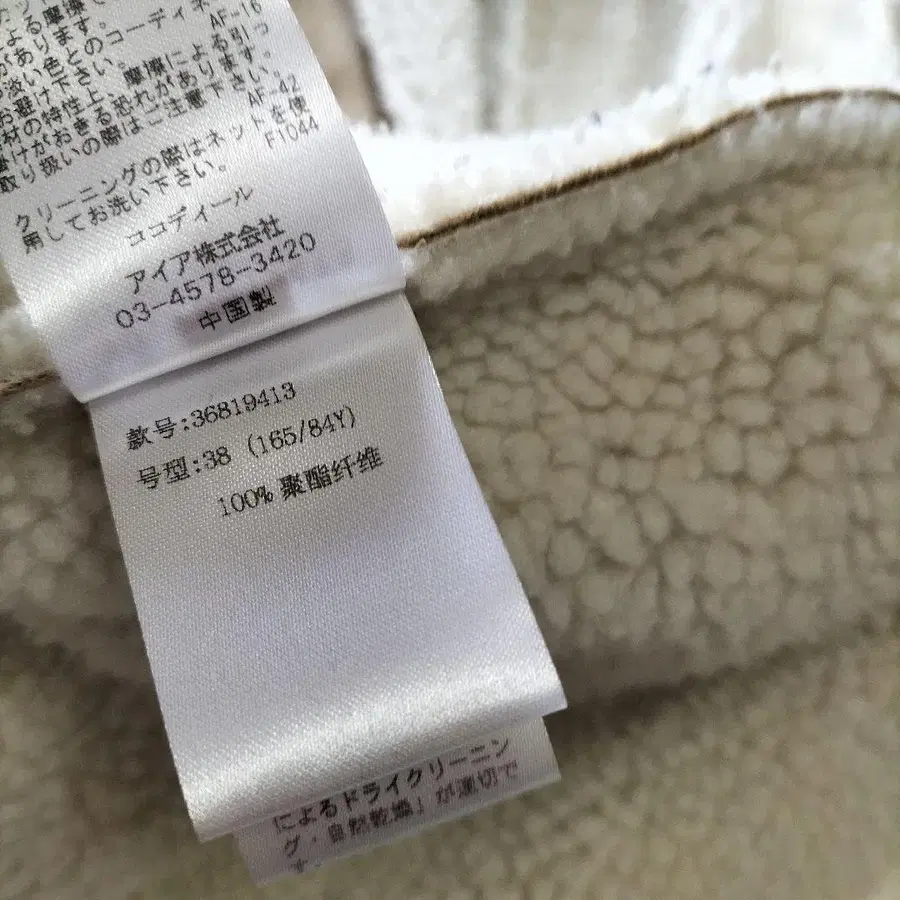 よる摩擦で
があります。
淡い色とのコーディネ
お避け下さい。 AF-16
材の特性上、摩擦による引っ
掛けがおきる恐れがあります。
取り扱いの際はご注意下さい。 AF-42
クリーニングの際はネットを使
用してお洗い下さい。 F1044
ココディール
アイア株式会社
03-4578-3420
中国製
款号:36819413
号型:38 (165/84Y)
100% 聚酯纤维
によるドライクリーニン
グ・自然乾燥」が適切で
す。